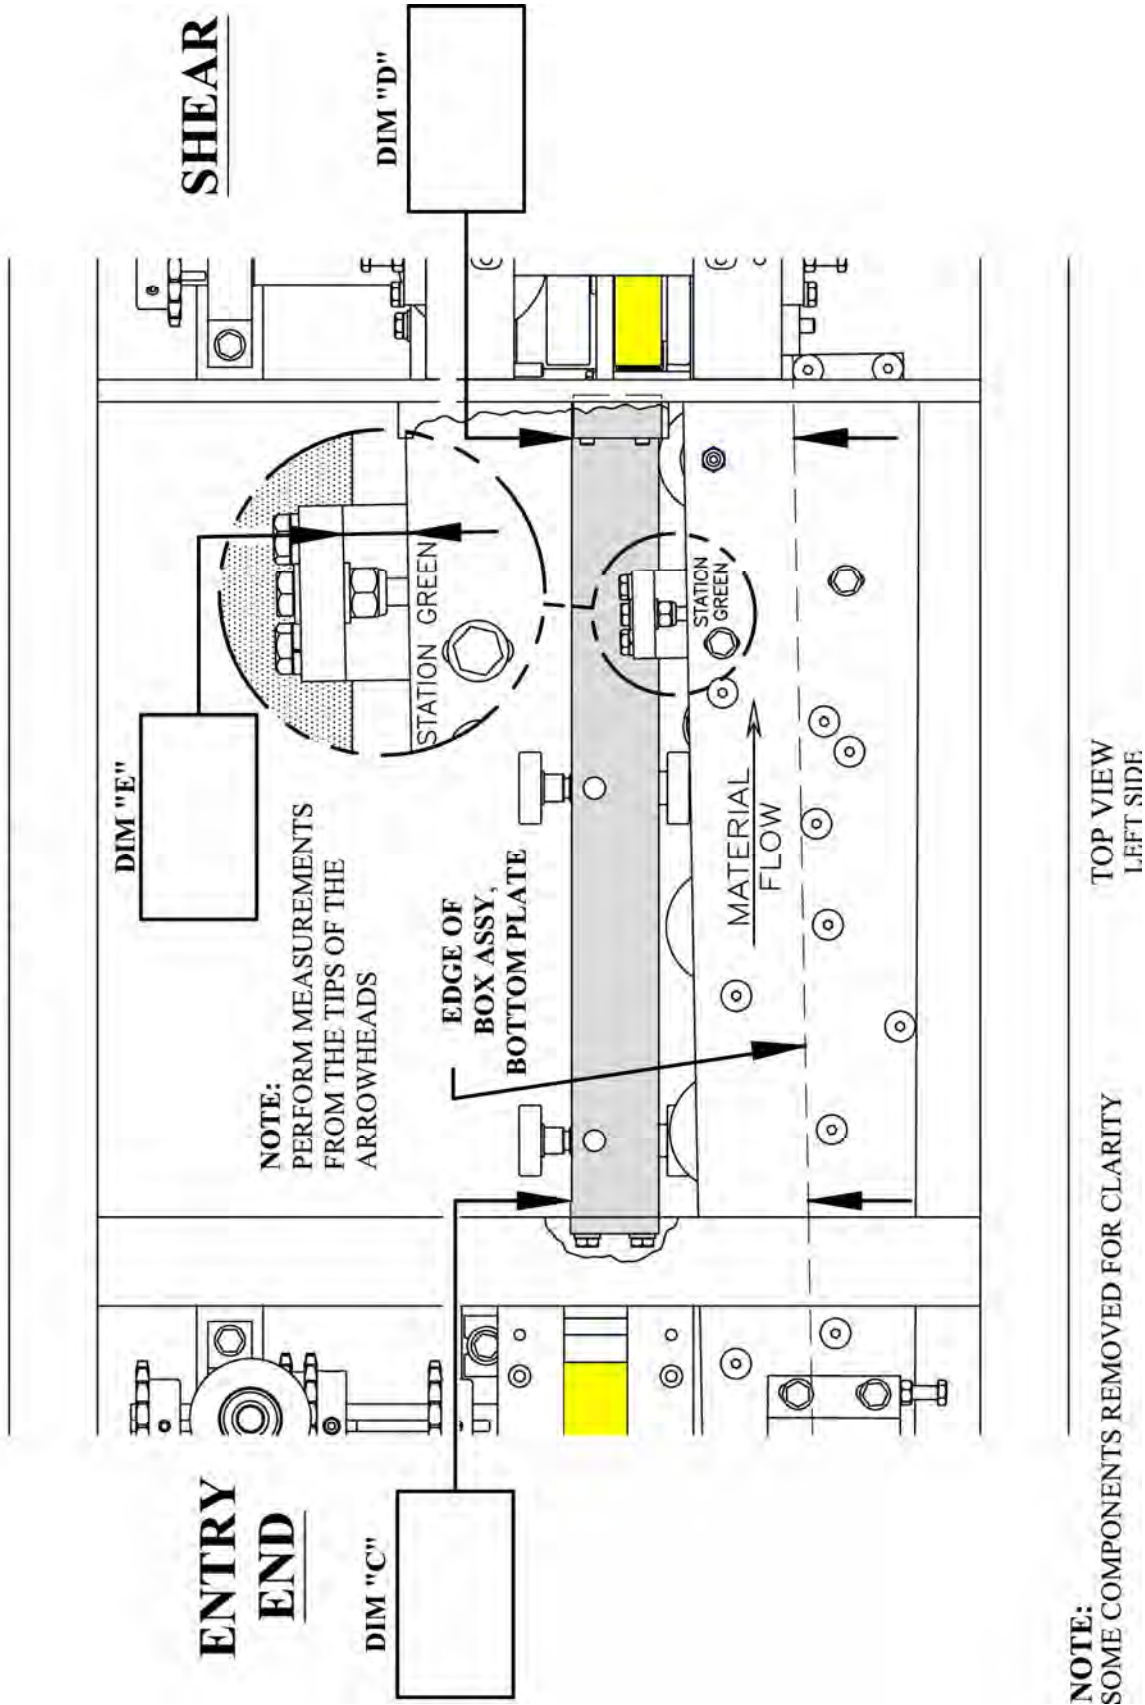 ENTRY
END
SHEAR
DIM "C"
DIM "E"
DIM "D"
NOTE:
PERFORM MEASUREMENTS
FROM THE TIPS OF THE
ARROWHEADS
EDGE OF
BOX ASSY,
BOTTOM PLATE
STATION GREEN
STATION
GREEN
MATERIAL
FLOW
TOP VIEW
LEFT SIDE
NOTE:
SOME COMPONENTS REMOVED FOR CLARITY